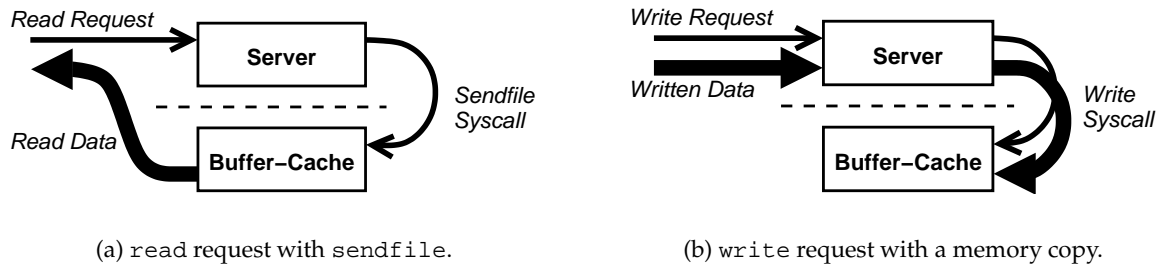 Read Request
Server
Sendfile
Syscall
Read Data
Buffer–Cache
(a) read request with sendfile.
Write Request
Server
Written Data
Write
Syscall
Buffer–Cache
(b) write request with a memory copy.